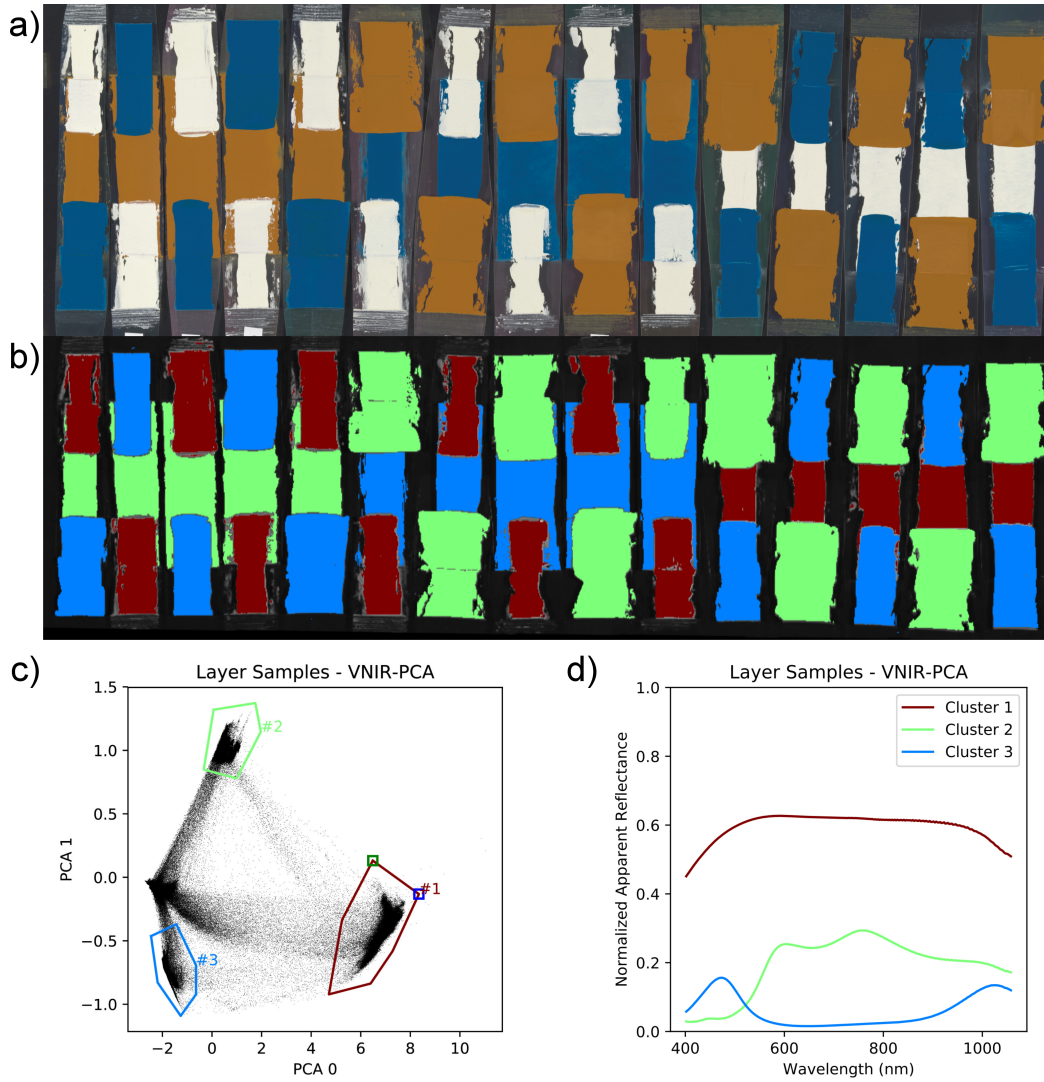 a)
b)
c)
Layer Samples - VNIR-PCA
1.5
1.0
0.5
0.0
−0.5
−1.0
PCA 1
#2
#1
#3
−2
0
2
4
6
8
10
PCA 0
d)
Layer Samples - VNIR-PCA
1.0
0.8
0.6
0.4
0.2
0.0
Normalized Apparent Reflectance
Cluster 1
Cluster 2
Cluster 3
400
600
800
1000
Wavelength (nm)